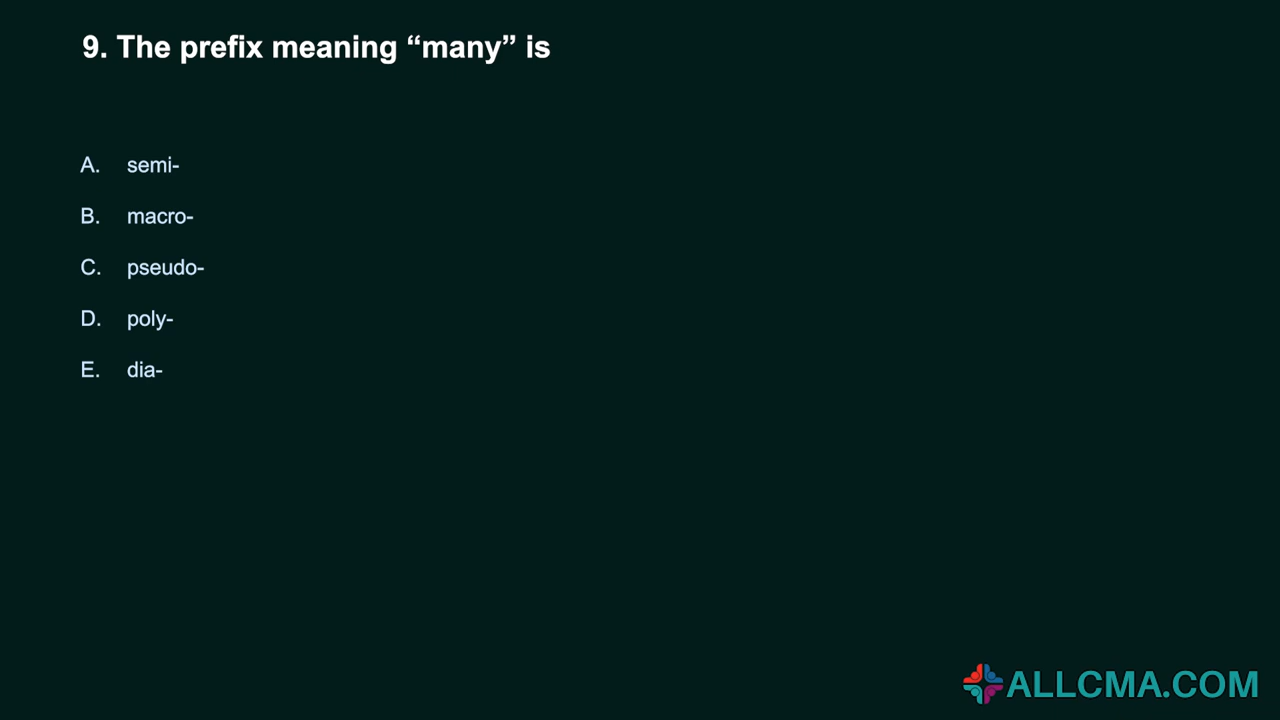 9. The prefix meaning “many” is
A. semi-
B. macro-
C. pseudo-
D. poly-
E. dia-
ALLCMA.COM